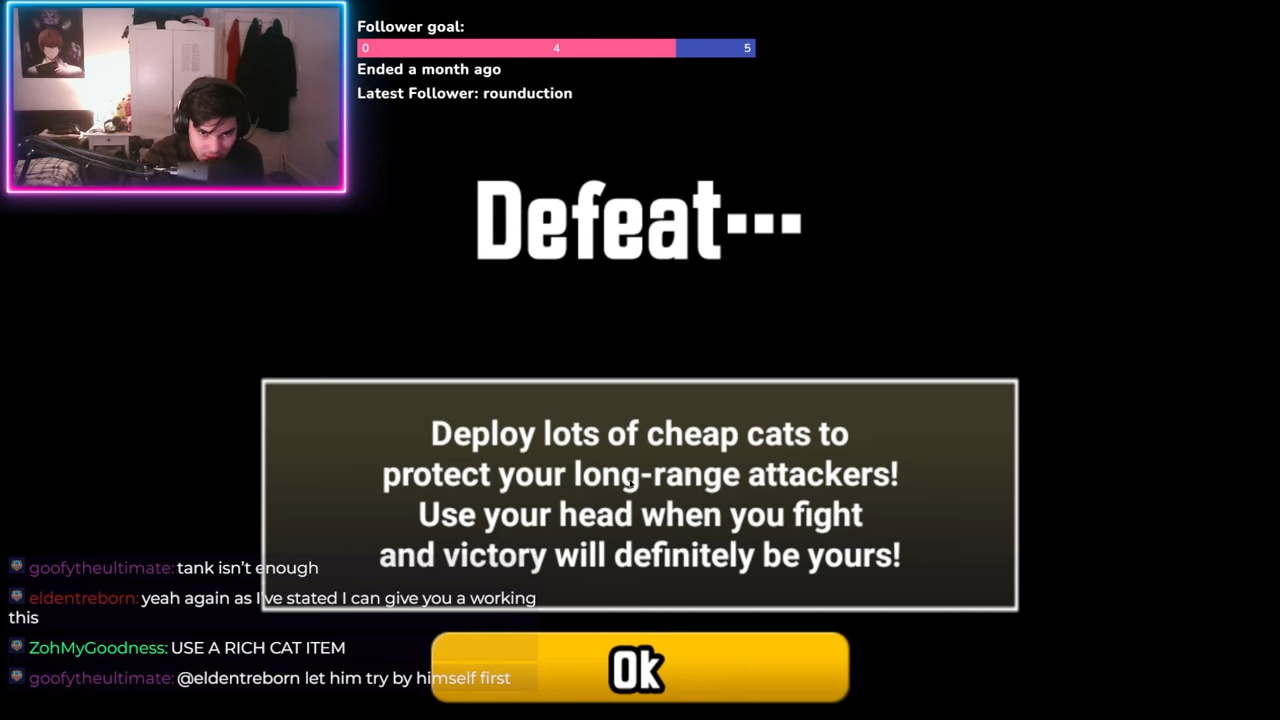 Follower goal:
0 4 5
Ended a month ago
Latest Follower: rounduction
Defeat...
Deploy lots of cheap cats to
protect your long-range attackers!
Use your head when you fight
and victory will definitely be yours!
goofytheultimate: tank isn't enough
eldentreborn: yeah again as I've stated I can give you a working
this
ZohMyGoodness: USE A RICH CAT ITEM
goofytheultimate: @eldentreborn let him try by himself first
Ok